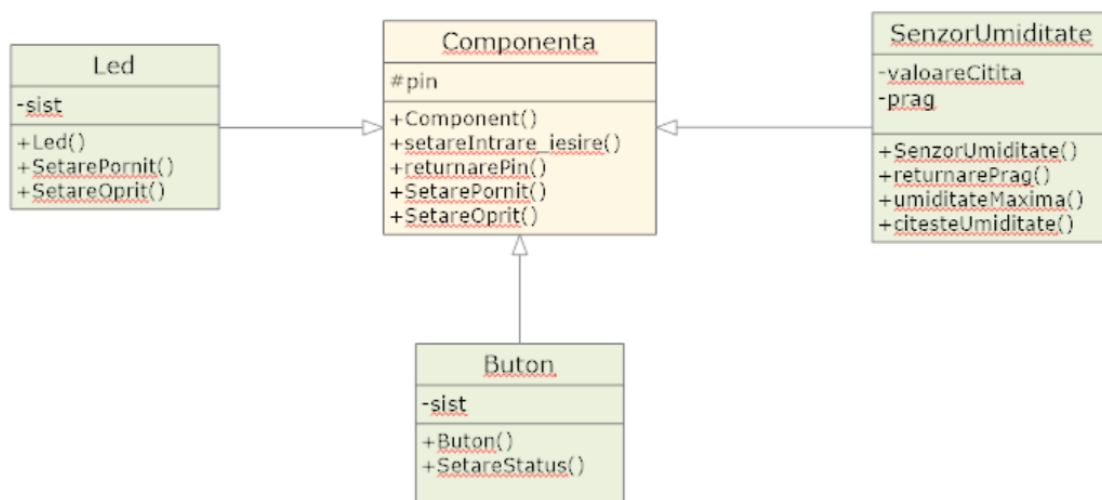 Led
-sist
+Led()
+SetarePornit()
+SetareOprit()
Componenta
#pin
+Component()
+setareIntrare_iesire()
+returnarePin()
+SetarePornit()
+SetareOprit()
SenzorUmiditate
-valoareCitita
-prag
+SenzorUmiditate()
+returnarePrag()
+umiditateMaxima()
+citesteUmiditate()
Buton
-sist
+Buton()
+SetareStatus()